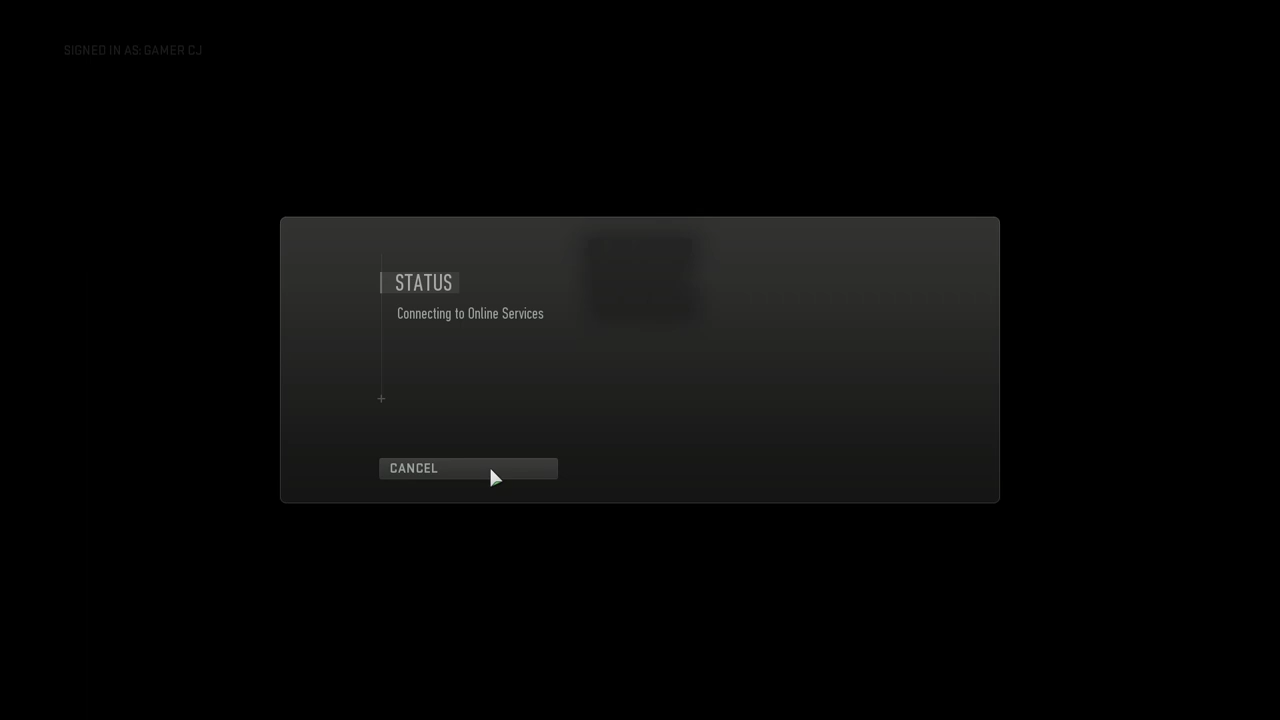 SIGNED IN AS: GAMER CJ
STATUS
Connecting to Online Services
CANCEL